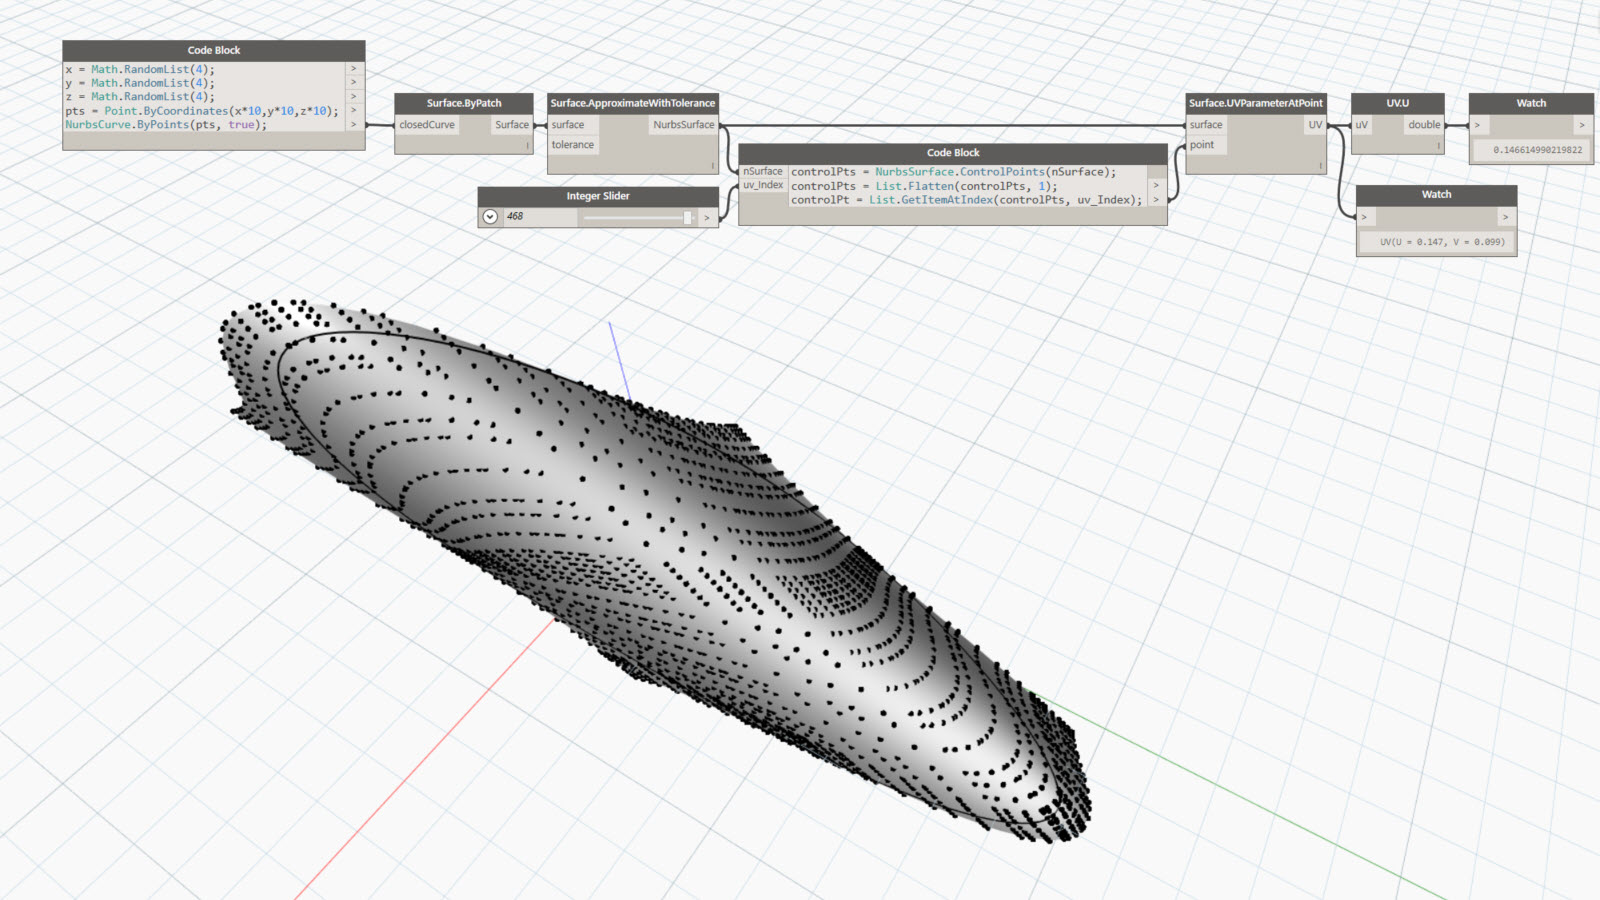 Code Block
x = Math.RandomList(4); >
y = Math.RandomList(4); >
z = Math.RandomList(4); >
pts = Point.ByCoordinates(x*10,y*10,z*10); >
NurbsCurve.ByPoints(pts, true); >
Surface.ByPatch
closedCurve Surface
Surface.ApproximateWithTolerance
surface NurbsSurface
tolerance
Integer Slider
468 >
Code Block
nSurface controlPts = NurbsSurface.ControlPoints(nSurface);
uv_Index controlPts = List.Flatten(controlPts, 1); >
controlPt = List.GetItemAtIndex(controlPts, uv_Index); >
Surface.UVParameterAtPoint
surface UV
point
UV.U
uV double
Watch
> >
0.146614990219822
Watch
> >
UV(U = 0.147, V = 0.099)